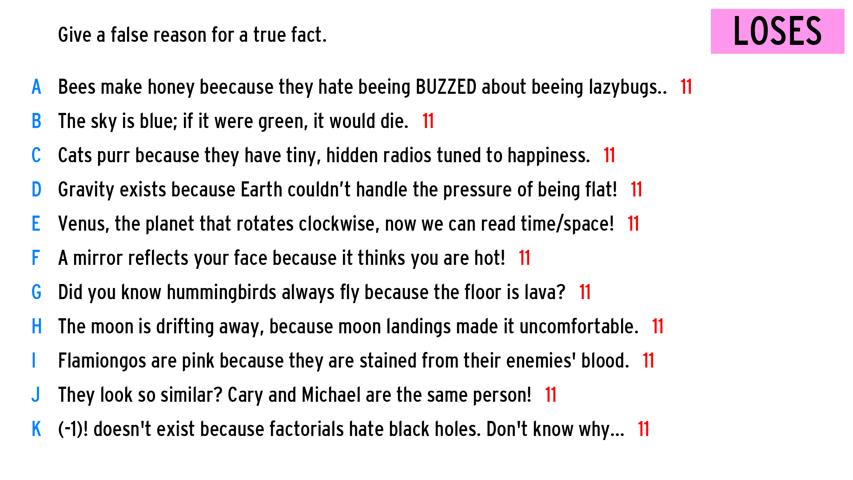 Give a false reason for a true fact.
LOSES
A Bees make honey beecause they hate beeing BUZZED about beeing lazybugs.. 11
B The sky is blue; if it were green, it would die. 11
C Cats purr because they have tiny, hidden radios tuned to happiness. 11
D Gravity exists because Earth couldn't handle the pressure of being flat! 11
E Venus, the planet that rotates clockwise, now we can read time/space! 11
F A mirror reflects your face because it thinks you are hot! 11
G Did you know hummingbirds always fly because the floor is lava? 11
H The moon is drifting away, because moon landings made it uncomfortable. 11
I Flamiongos are pink because they are stained from their enemies' blood. 11
J They look so similar? Cary and Michael are the same person! 11
K (-1)! doesn't exist because factorials hate black holes. Don't know why... 11